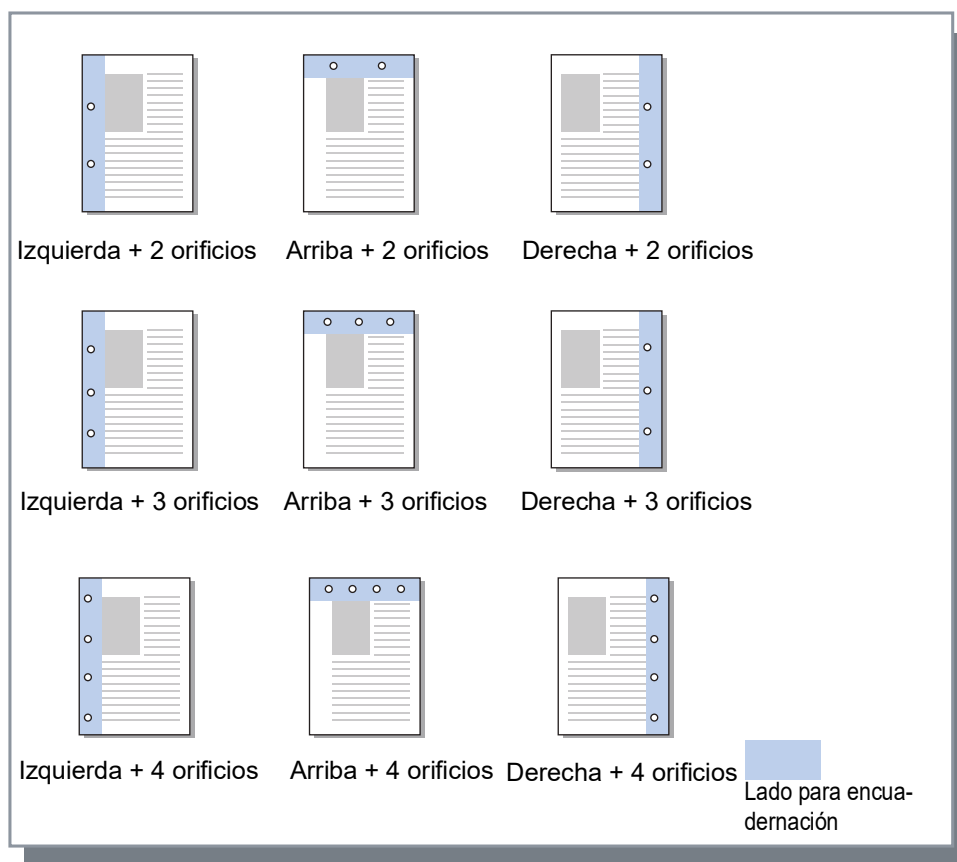 Izquierda + 2 orificios
Arriba + 2 orificios
Derecha + 2 orificios
Izquierda + 3 orificios
Arriba + 3 orificios
Derecha + 3 orificios
Izquierda + 4 orificios
Arriba + 4 orificios
Derecha + 4 orificios
Lado para encua-
dernación